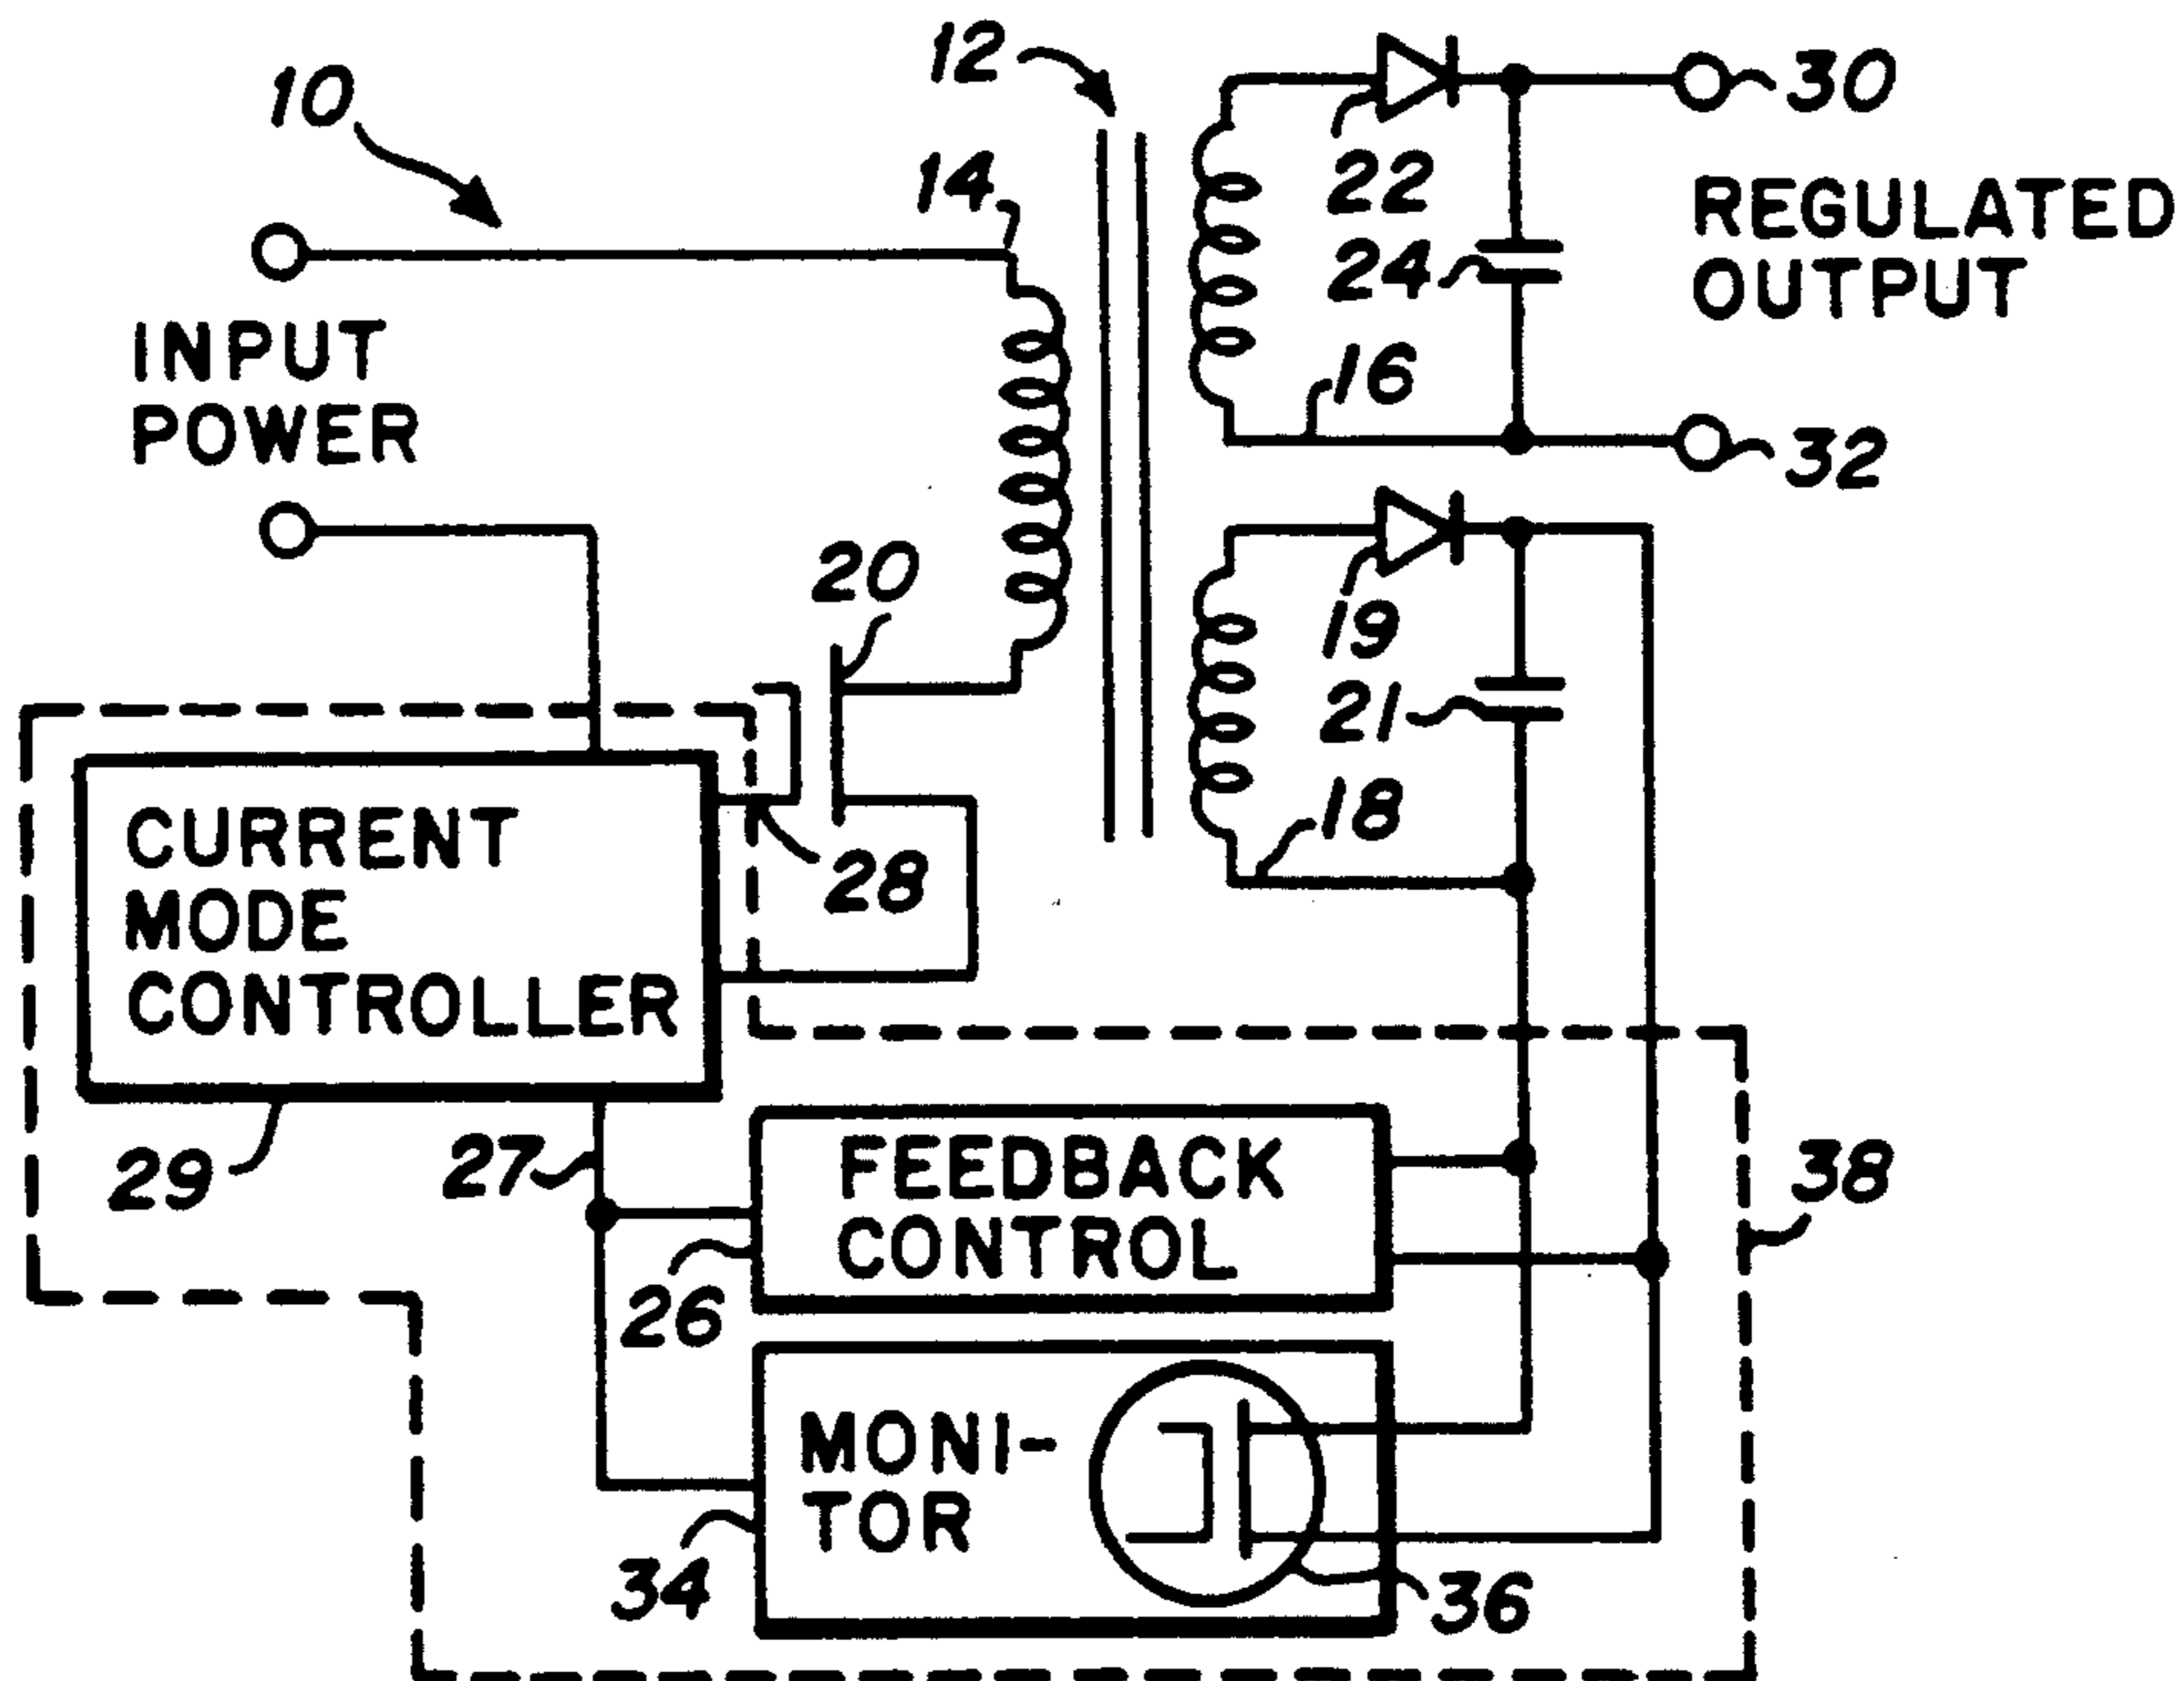 10
12
14
22
24
16
30
REGULATED
OUTPUT
32
INPUT
POWER
20
19
21
18
28
CURRENT
MODE
CONTROLLER
29
27
FEEDBACK
CONTROL
26
38
MONI-
TOR
34
36